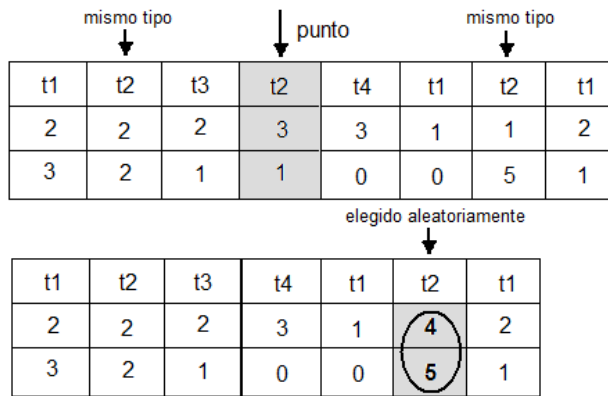 mismo tipo punto mismo tipo
t1 t2 t3 t2 t4 t1 t2 t1
2 2 2 3 3 1 1 2
3 2 1 1 0 0 5 1
elegido aleatoriamente
t1 t2 t3 t4 t1 t2 t1
2 2 2 3 1 4 2
3 2 1 0 0 5 1